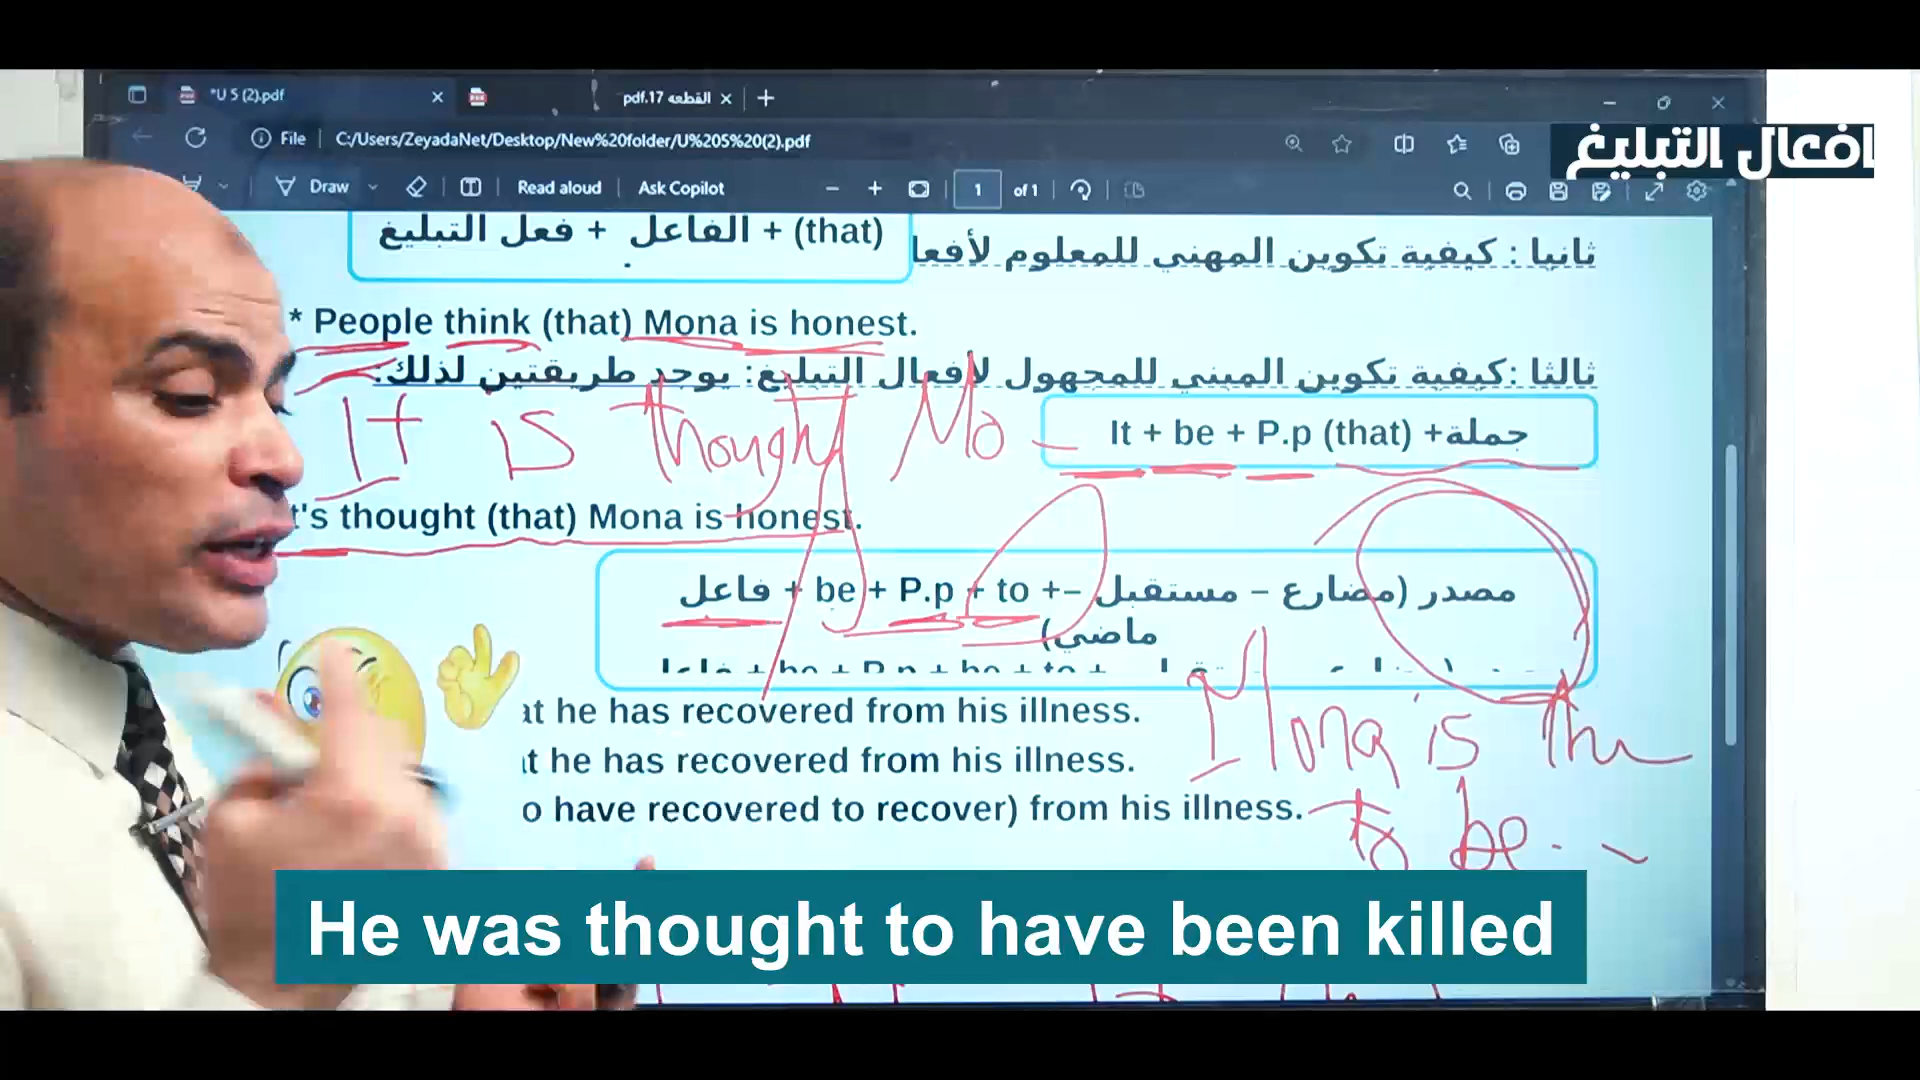 *U 5 (2).pdf
القطعه 17.pdf
File C:/Users/ZeyadaNet/Desktop/New%20folder/U%205%20(2).pdf
افعال التبليغ
Draw Read aloud Ask Copilot 1 of 1
(that) + الفاعل + فعل التبليغ
ثانيا : كيفية تكوين المهني للمعلوم لأفعا
* People think (that) Mona is honest.
ثالثا :كيفية تكوين المبني للمجهول لأفعال التبليغ: يوجد طريقتين لذلك:
It is thought Mo
It + be + P.p (that) +جملة
t's thought (that) Mona is honest.
فاعل + be + P.p + to +– مصدر (مضارع – مستقبل
ماضي)
at he has recovered from his illness.
Mona is the
at he has recovered from his illness.
o have recovered to recover) from his illness.
to be..
He was thought to have been killed